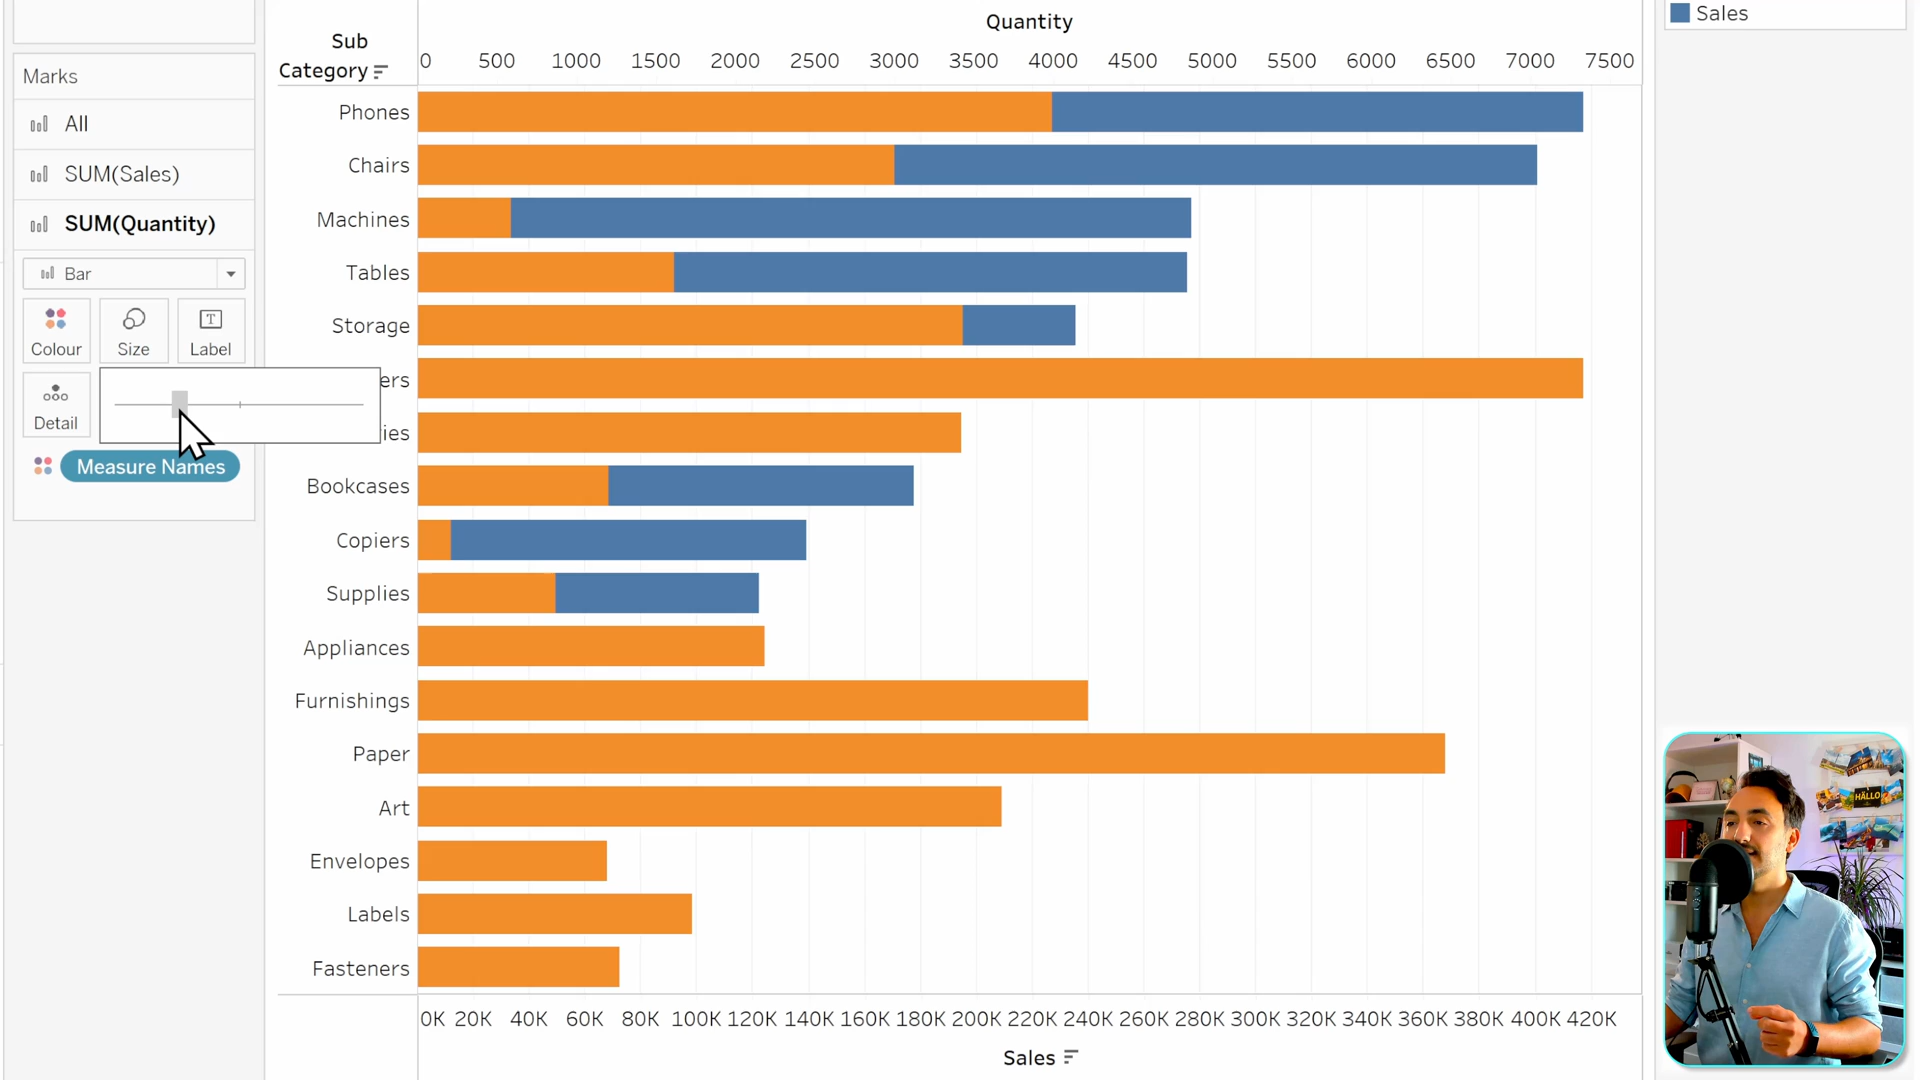 Marks
All
SUM(Sales)
SUM(Quantity)
Bar
Colour Size Label
Detail
Measure Names
Sub
Category
Quantity
0 500 1000 1500 2000 2500 3000 3500 4000 4500 5000 5500 6000 6500 7000 7500
Phones
Chairs
Machines
Tables
Storage
ers
ies
Bookcases
Copiers
Supplies
Appliances
Furnishings
Paper
Art
Envelopes
Labels
Fasteners
0K 20K 40K 60K 80K 100K 120K 140K 160K 180K 200K 220K 240K 260K 280K 300K 320K 340K 360K 380K 400K 420K
Sales
Sales
HÄLLO